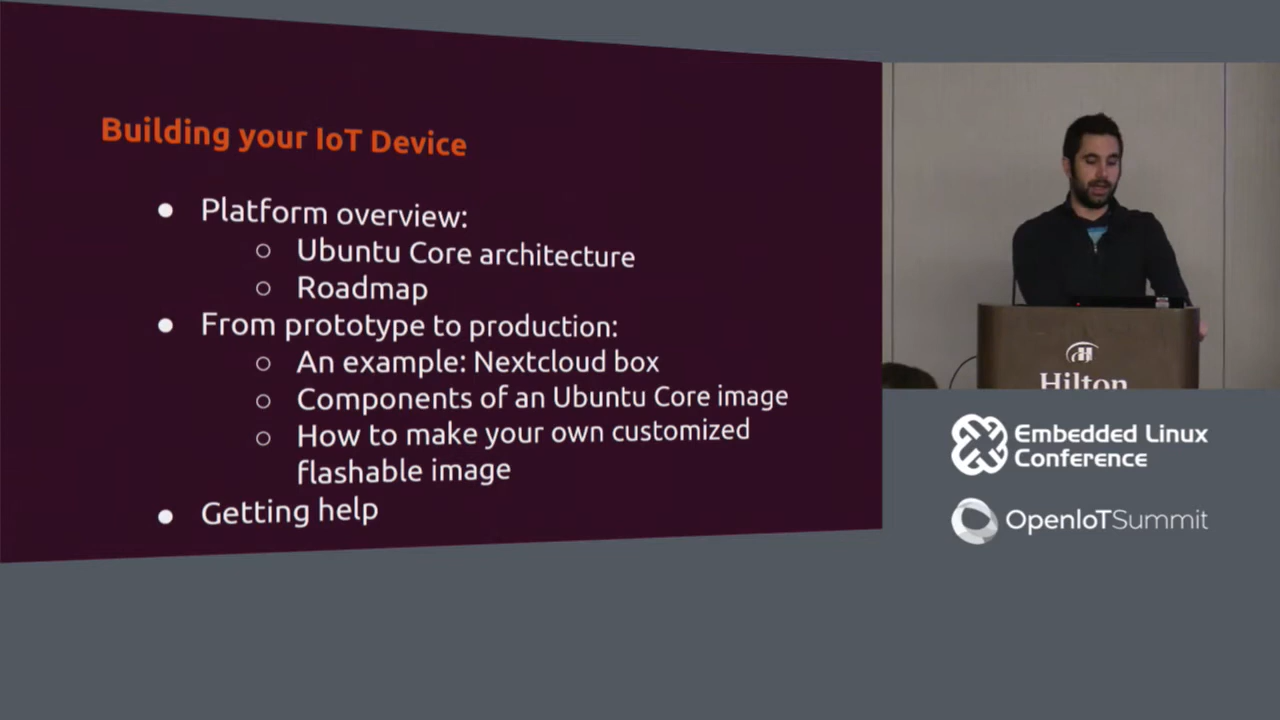 Building your IoT Device
● Platform overview:
○ Ubuntu Core architecture
○ Roadmap
● From prototype to production:
○ An example: Nextcloud box
○ Components of an Ubuntu Core image
○ How to make your own customized
flashable image
● Getting help
Hilton
Embedded Linux
Conference
OpenIoTSummit